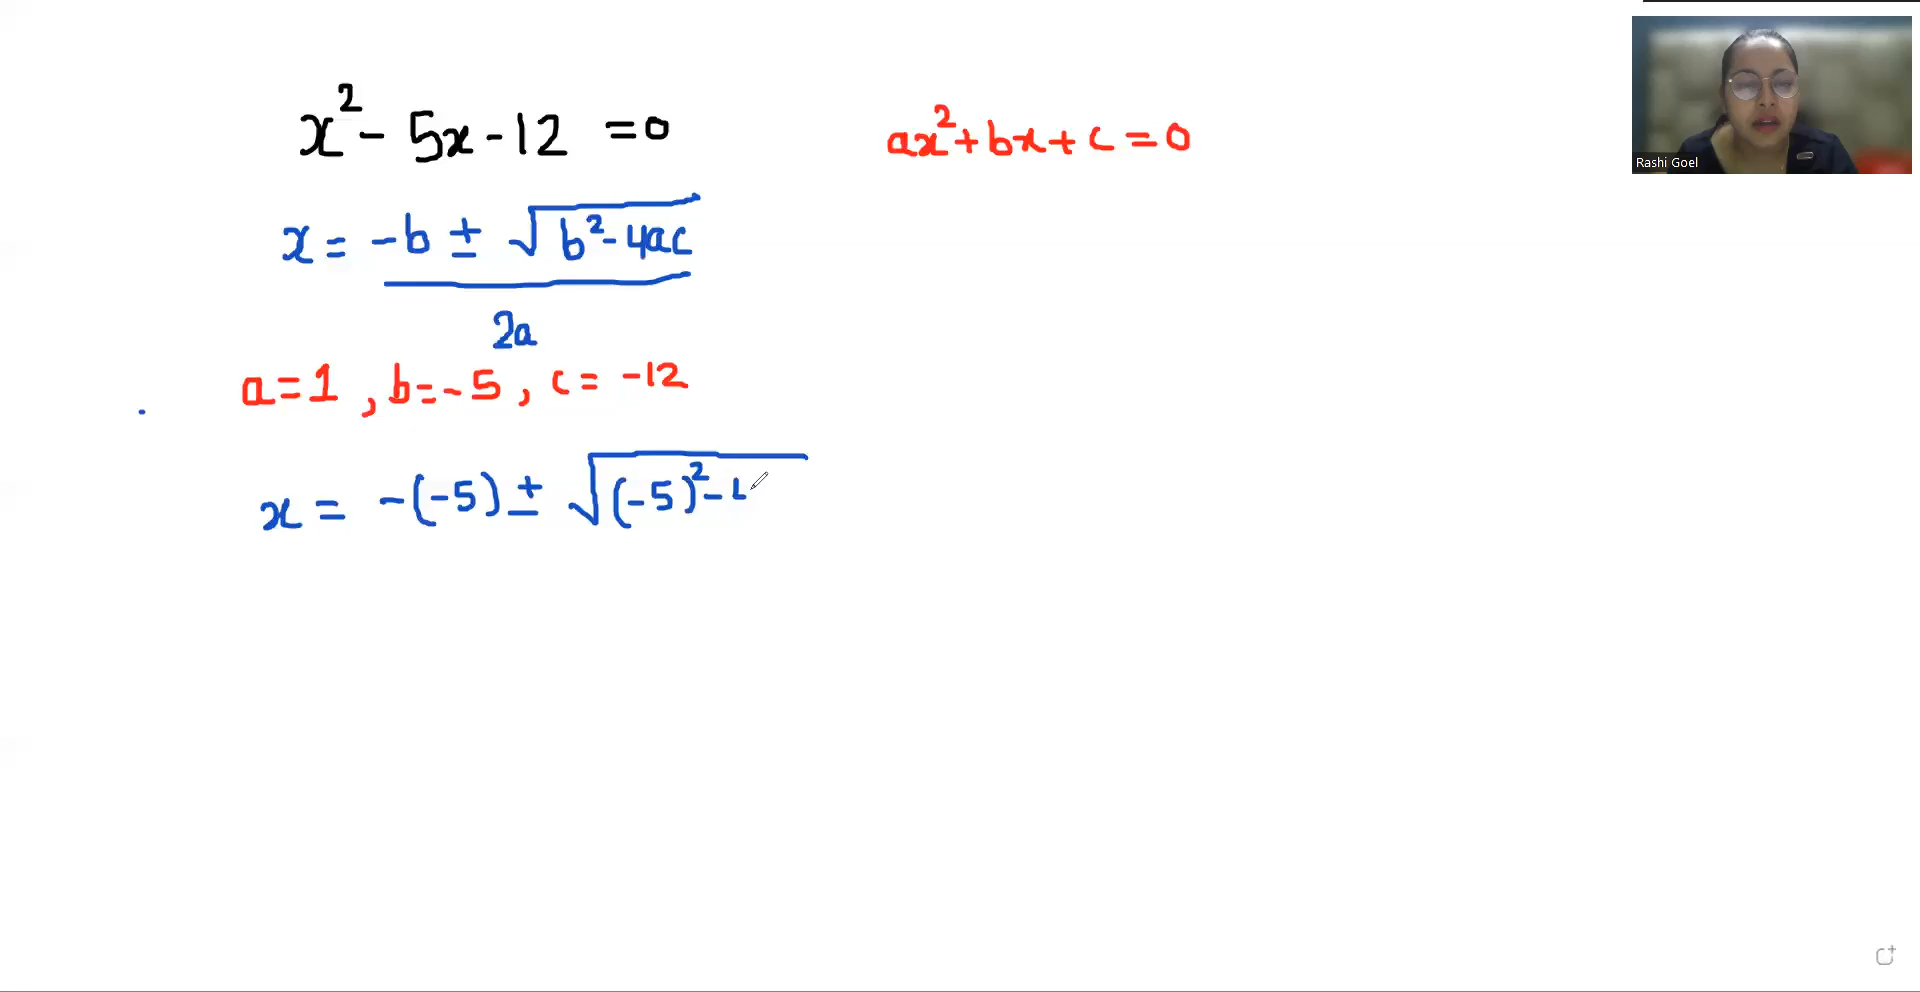 x² - 5x - 12 = 0
ax² + bx + c = 0
Rashi Goel
x = -b ± √(b² - 4ac)
2a
a = 1 , b = -5 , c = -12
x = -(-5) ± √(-5)² -